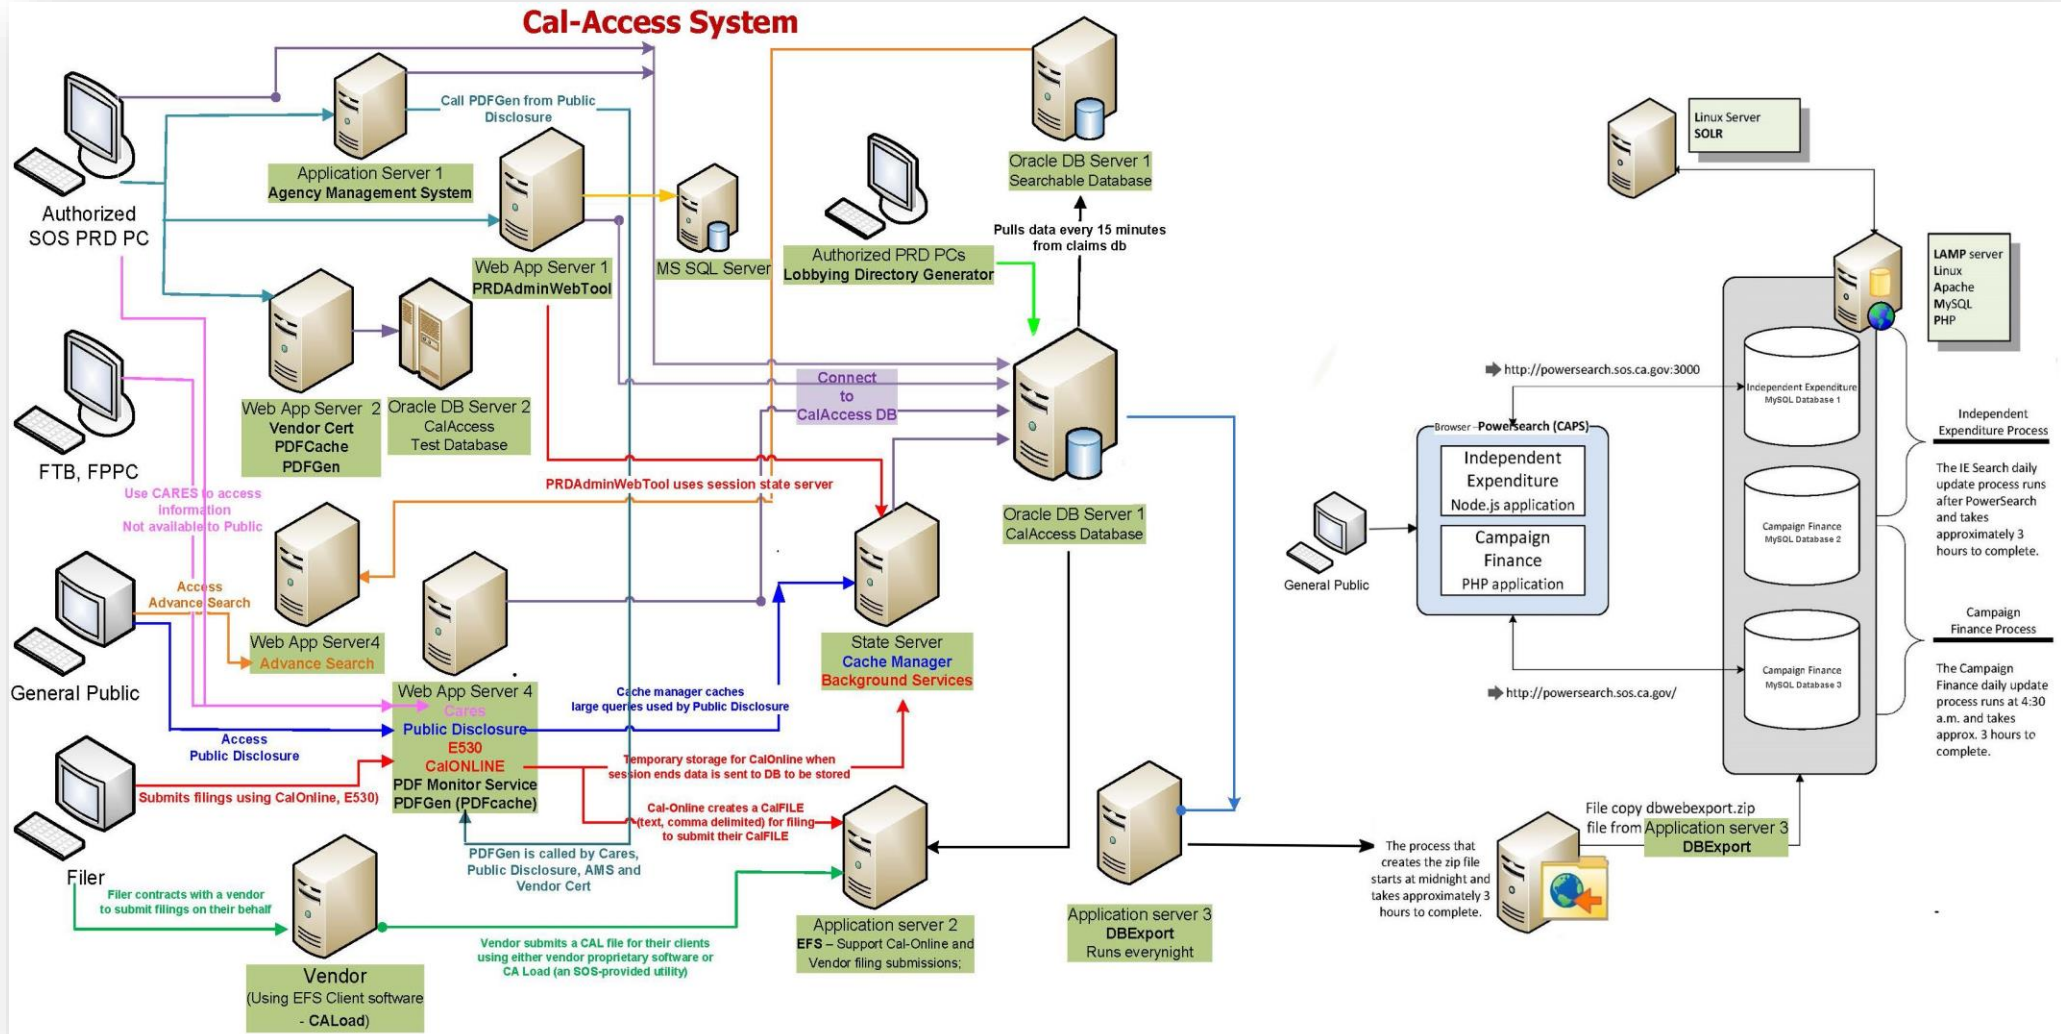 Cal-Access System
Call PDFGen from Public
Disclosure
Application Server 1
Agency Management System
Authorized
SOS PRD PC
Web App Server 1
PRDAdminWebTool
MS SQL Server
Authorized PRD PCs
Lobbying Directory Generator
Oracle DB Server 1
Searchable Database
Pulls data every 15 minutes
from claims db
Web App Server 2
Vendor Cert
PDFCache
PDFGen
Oracle DB Server 2
CalAccess
Test Database
Connect
to
CalAccess DB
FTB, FPPC
Use CARES to access
information
Not available to Public
PRDAdminWebTool uses session state server
Oracle DB Server 1
CalAccess Database
Access
Advance Search
Web App Server4
Advance Search
General Public
State Server
Cache Manager
Background Services
Web App Server 4
Cares
Public Disclosure
E530
CalONLINE
PDF Monitor Service
PDFGen (PDFcache)
Cache manager caches
large queries used by Public Disclosure
Access
Public Disclosure
Temporary storage for CalOnline when
session ends data is sent to DB to be stored
Submits filings using CalOnline, E530)
Cal-Online creates a CalFILE
(text, comma delimited) for filing
to submit their CalFILE
PDFGen is called by Cares,
Public Disclosure, AMS and
Vendor Cert
Filer
Filer contracts with a vendor
to submit filings on their behalf
Vendor
(Using EFS Client software
- CALoad)
Vendor submits a CAL file for their clients
using either vendor proprietary software or
CA Load (an SOS-provided utility)
Application server 2
EFS – Support Cal-Online and
Vendor filing submissions;
Application server 3
DBExport
Runs everynight
The process that
creates the zip file
starts at midnight and
takes approximately 3
hours to complete.
File copy dbwebexport.zip
file from Application server 3
DBExport
Linux Server
SOLR
LAMP server
Linux
Apache
MySQL
PHP
http://powersearch.sos.ca.gov:3000
Browser - Powersearch (CAPS)
Independent
Expenditure
Node.js application
Campaign
Finance
PHP application
General Public
http://powersearch.sos.ca.gov/
Independent Expenditure
MySQL Database 1
Campaign Finance
MySQL Database 2
Campaign Finance
MySQL Database 3
Independent
Expenditure Process
The IE Search daily
update process runs
after PowerSearch
and takes
approximately 3
hours to complete.
Campaign
Finance Process
The Campaign
Finance daily update
process runs at 4:30
a.m. and takes
approx. 3 hours to
complete.